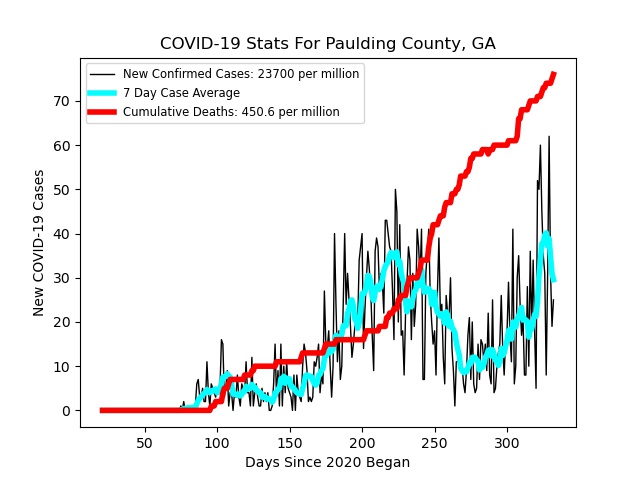 COVID-19 Stats For Paulding County, GA
New Confirmed Cases: 23700 per million
7 Day Case Average
Cumulative Deaths: 450.6 per million
New COVID-19 Cases
70
60
50
40
30
20
10
0
50
100
150
200
250
300
Days Since 2020 Began